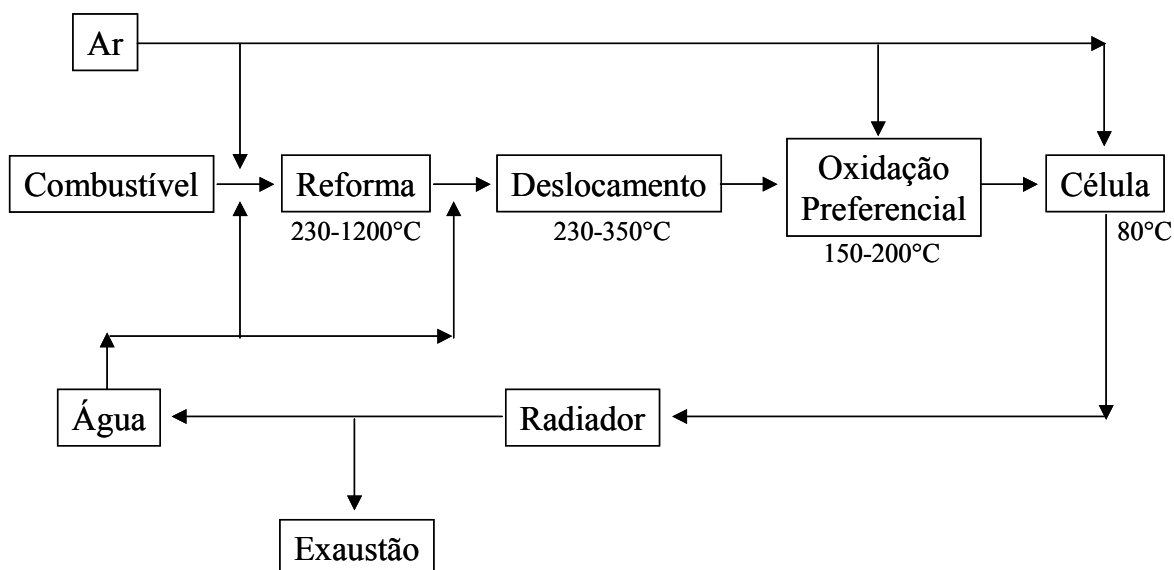 Ar
Combustível
Reforma
230-1200°C
Deslocamento
230-350°C
Oxidação
Preferencial
150-200°C
Célula
80°C
Água
Radiador
Exaustão